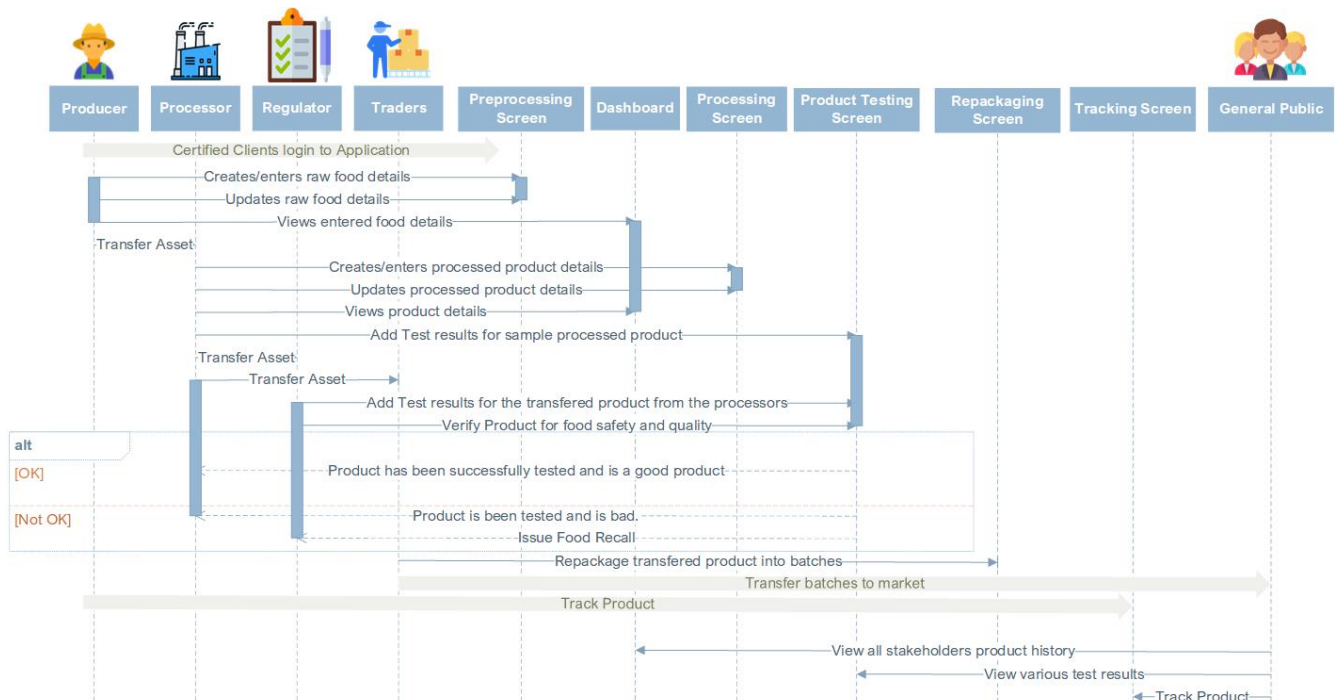 Producer
Processor
Regulator
Traders
Preprocessing
Screen
Dashboard
Processing
Screen
Product Testing
Screen
Repackaging
Screen
Tracking Screen
General Public
Certified Clients login to Application
Creates/enters raw food details
Updates raw food details
Views entered food details
Transfer Asset
Creates/enters processed product details
Updates processed product details
Views product details
Add Test results for sample processed product
Transfer Asset
Transfer Asset
Add Test results for the transfered product from the processors
Verify Product for food safety and quality
alt
[OK]
Product has been successfully tested and is a good product
[Not OK]
Product is been tested and is bad.
Issue Food Recall
Repackage transfered product into batches
Transfer batches to market
Track Product
View all stakeholders product history
View various test results
Track Product